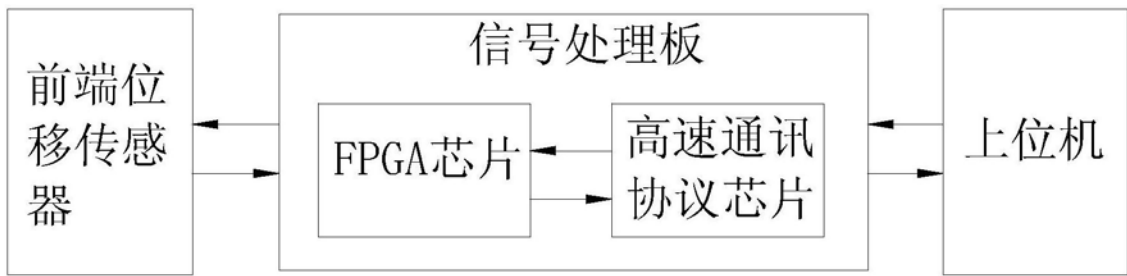 前端位
移传感
器
信号处理板
FPGA芯片
高速通讯
协议芯片
上位机